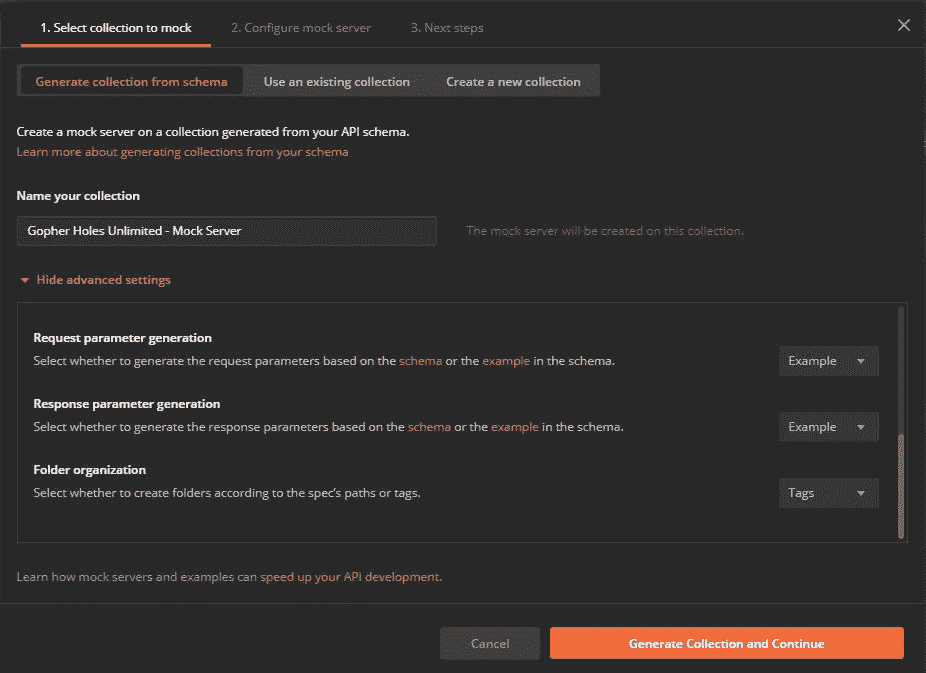 1. Select collection to mock 2. Configure mock server 3. Next steps
Generate collection from schema Use an existing collection Create a new collection
Create a mock server on a collection generated from your API schema.
Learn more about generating collections from your schema
Name your collection
Gopher Holes Unlimited - Mock Server The mock server will be created on this collection.
Hide advanced settings
Request parameter generation
Select whether to generate the request parameters based on the schema or the example in the schema. Example
Response parameter generation
Select whether to generate the response parameters based on the schema or the example in the schema. Example
Folder organization
Select whether to create folders according to the spec's paths or tags. Tags
Learn how mock servers and examples can speed up your API development.
Cancel Generate Collection and Continue